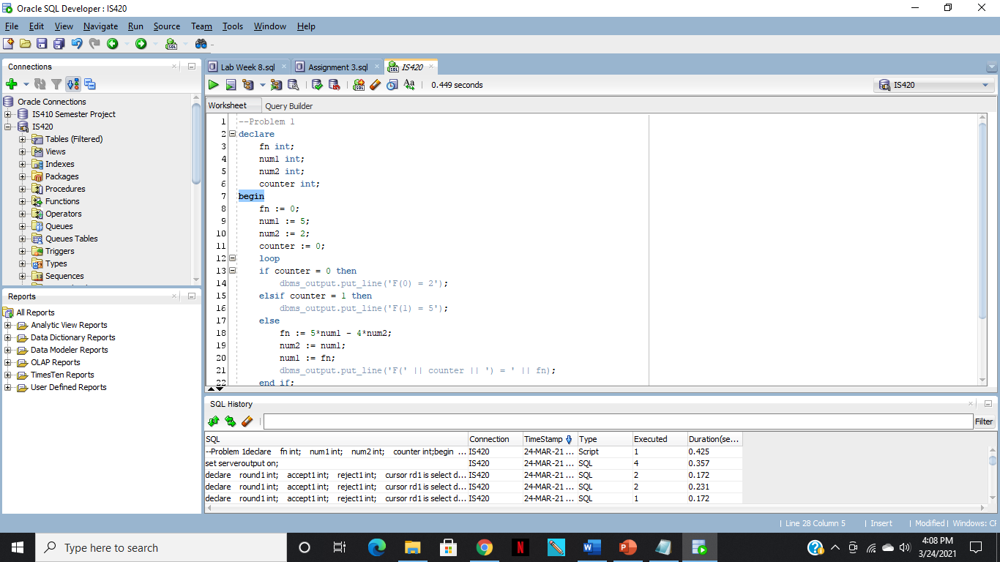 Oracle SQL Developer : IS420
File Edit View Navigate Run Source Team Tools Window Help
Connections
Oracle Connections
IS410 Semester Project
IS420
Tables (Filtered)
Views
Indexes
Packages
Procedures
Functions
Operators
Queues
Queues Tables
Triggers
Types
Sequences
Reports
All Reports
Analytic View Reports
Data Dictionary Reports
Data Modeler Reports
OLAP Reports
TimesTen Reports
User Defined Reports
Lab Week 8.sql Assignment 3.sql IS420
0.449 seconds IS420
Worksheet Query Builder
1 --Problem 1
2 declare
3 fn int;
4 num1 int;
5 num2 int;
6 counter int;
7 begin
8 fn := 0;
9 num1 := 5;
10 num2 := 2;
11 counter := 0;
12 loop
13 if counter = 0 then
14 dbms_output.put_line('F(0) = 2');
15 elsif counter = 1 then
16 dbms_output.put_line('F(1) = 5');
17 else
18 fn := 5*num1 - 4*num2;
19 num2 := num1;
20 num1 := fn;
21 dbms_output.put_line('F(' || counter || ') = ' || fn);
22 end if;
SQL History
Filter
SQL Connection TimeStamp Type Executed Duration(se...
--Problem 1declare fn int; num1 int; num2 int; counter int;begin ... IS420 24-MAR-21 ... Script 1 0.425
set serveroutput on; IS420 24-MAR-21 ... SQL 4 0.357
declare round1 int; accept1 int; reject1 int; cursor rd1 is select d... IS420 24-MAR-21 ... SQL 2 0.172
declare round1 int; accept1 int; reject1 int; cursor rd1 is select d... IS420 24-MAR-21 ... SQL 2 0.231
declare round1 int; accept1 int; reject1 int; cursor rd1 is select d... IS420 24-MAR-21 ... SQL 1 0.172
| Line 28 Column 5 | Insert | Modified | Windows: CF
Type here to search
4:08 PM
3/24/2021